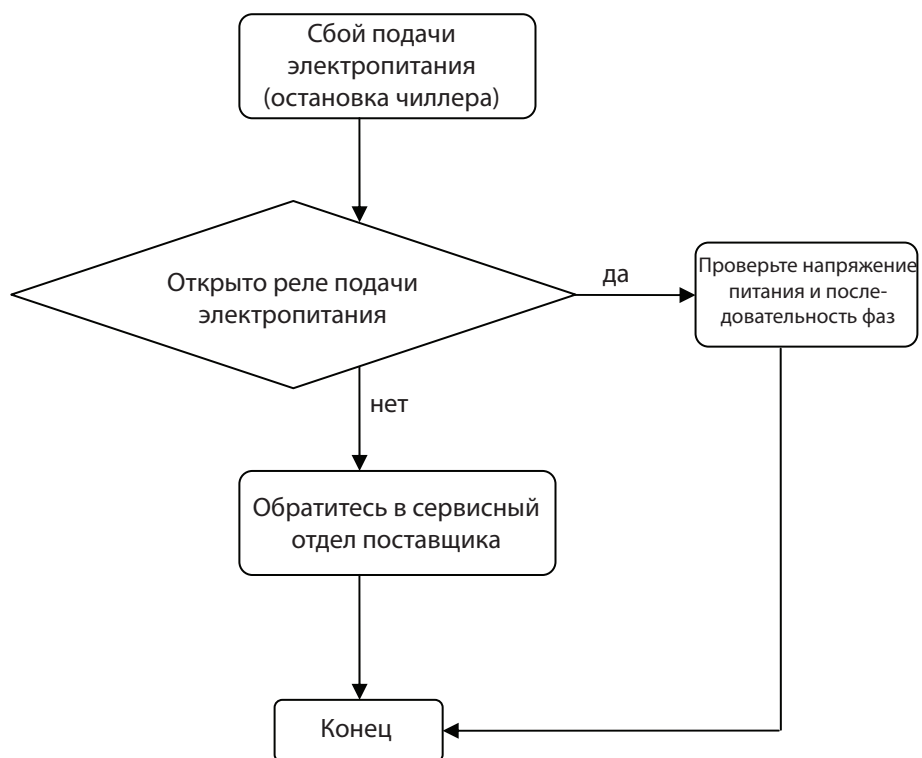 Сбой подачи
электропитания
(остановка чиллера)
Открыто реле подачи
электропитания
да
Проверьте напряжение
питания и после-
довательность фаз
нет
Обратитесь в сервисный
отдел поставщика
Конец